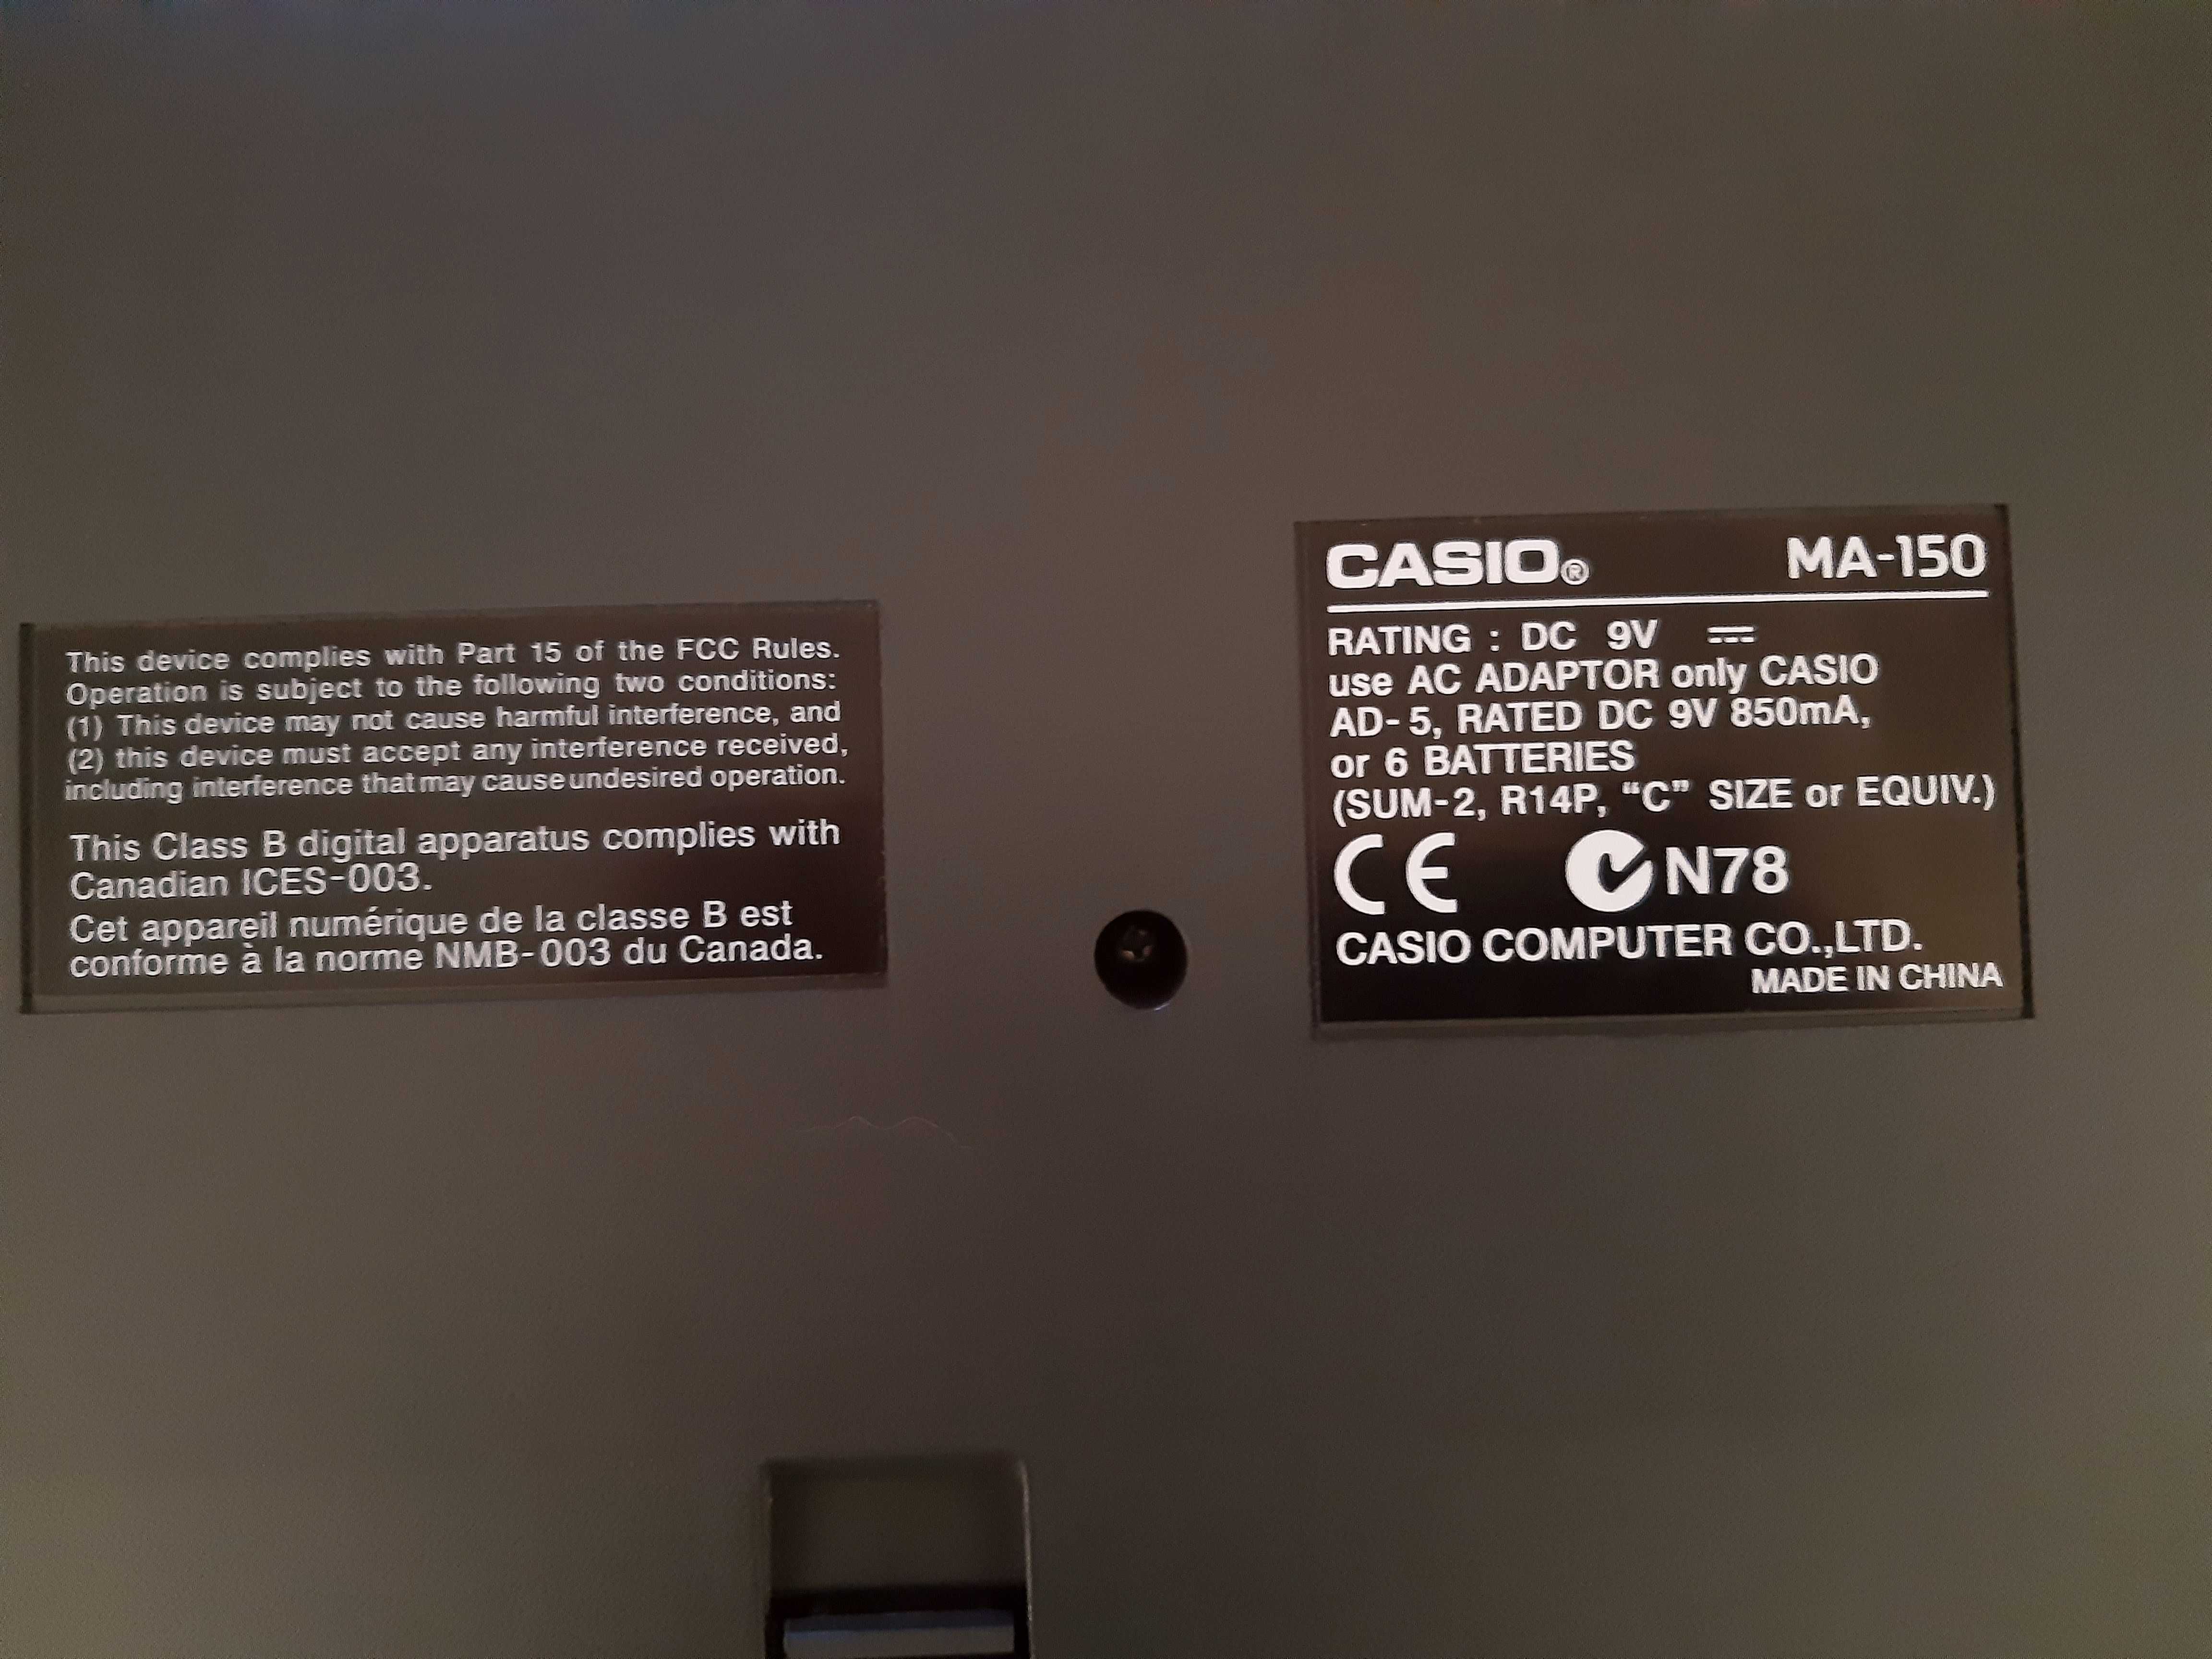 This device complies with Part 15 of the FCC Rules.
Operation is subject to the following two conditions:
(1) This device may not cause harmful interference, and
(2) this device must accept any interference received,
including interference that may cause undesired operation.
This Class B digital apparatus complies with
Canadian ICES-003.
Cet appareil numérique de la classe B est
conforme à la norme NMB-003 du Canada.
CASIO® MA-150
RATING : DC 9V ⎓
use AC ADAPTOR only CASIO
AD-5, RATED DC 9V 850mA,
or 6 BATTERIES
(SUM-2, R14P, “C” SIZE or EQUIV.)
CE N78
CASIO COMPUTER CO.,LTD.
MADE IN CHINA